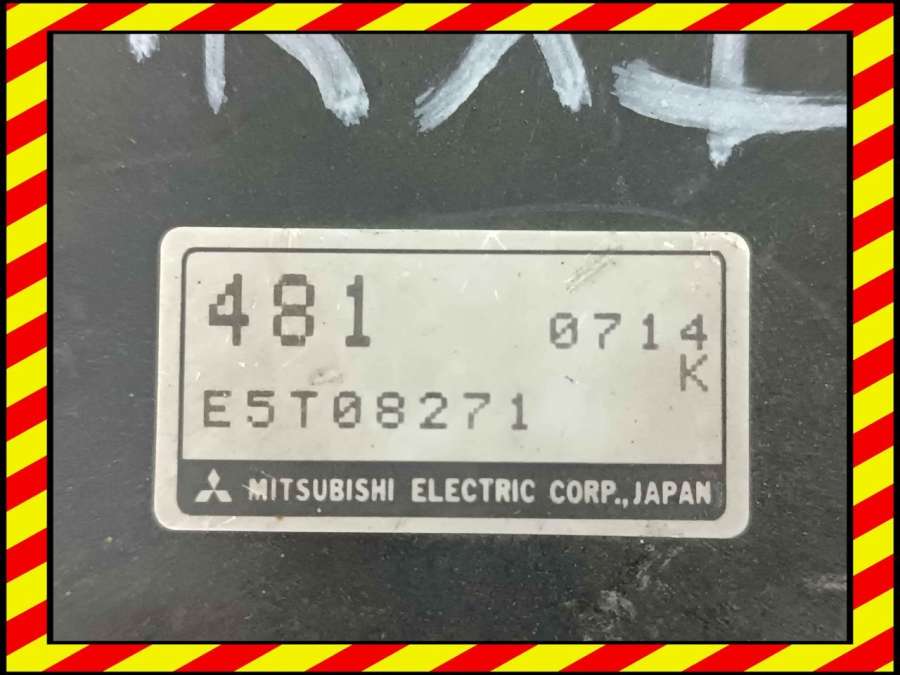 481
0714
K
E5T08271
MITSUBISHI ELECTRIC CORP., JAPAN